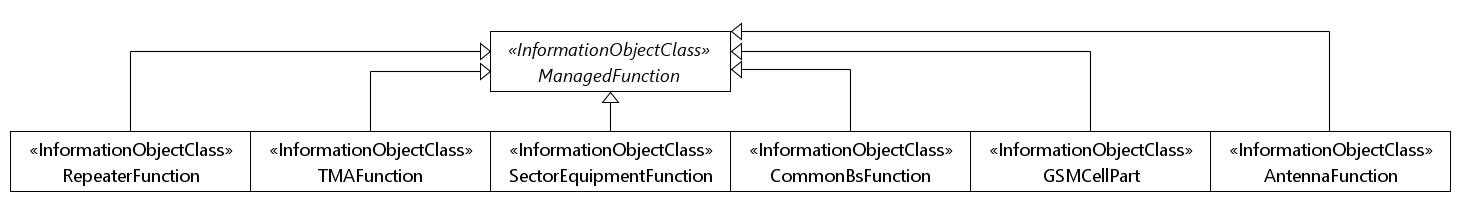 «InformationObjectClass»
ManagedFunction
«InformationObjectClass»
RepeaterFunction
«InformationObjectClass»
TMAFunction
«InformationObjectClass»
SectorEquipmentFunction
«InformationObjectClass»
CommonBsFunction
«InformationObjectClass»
GSMCellPart
«InformationObjectClass»
AntennaFunction